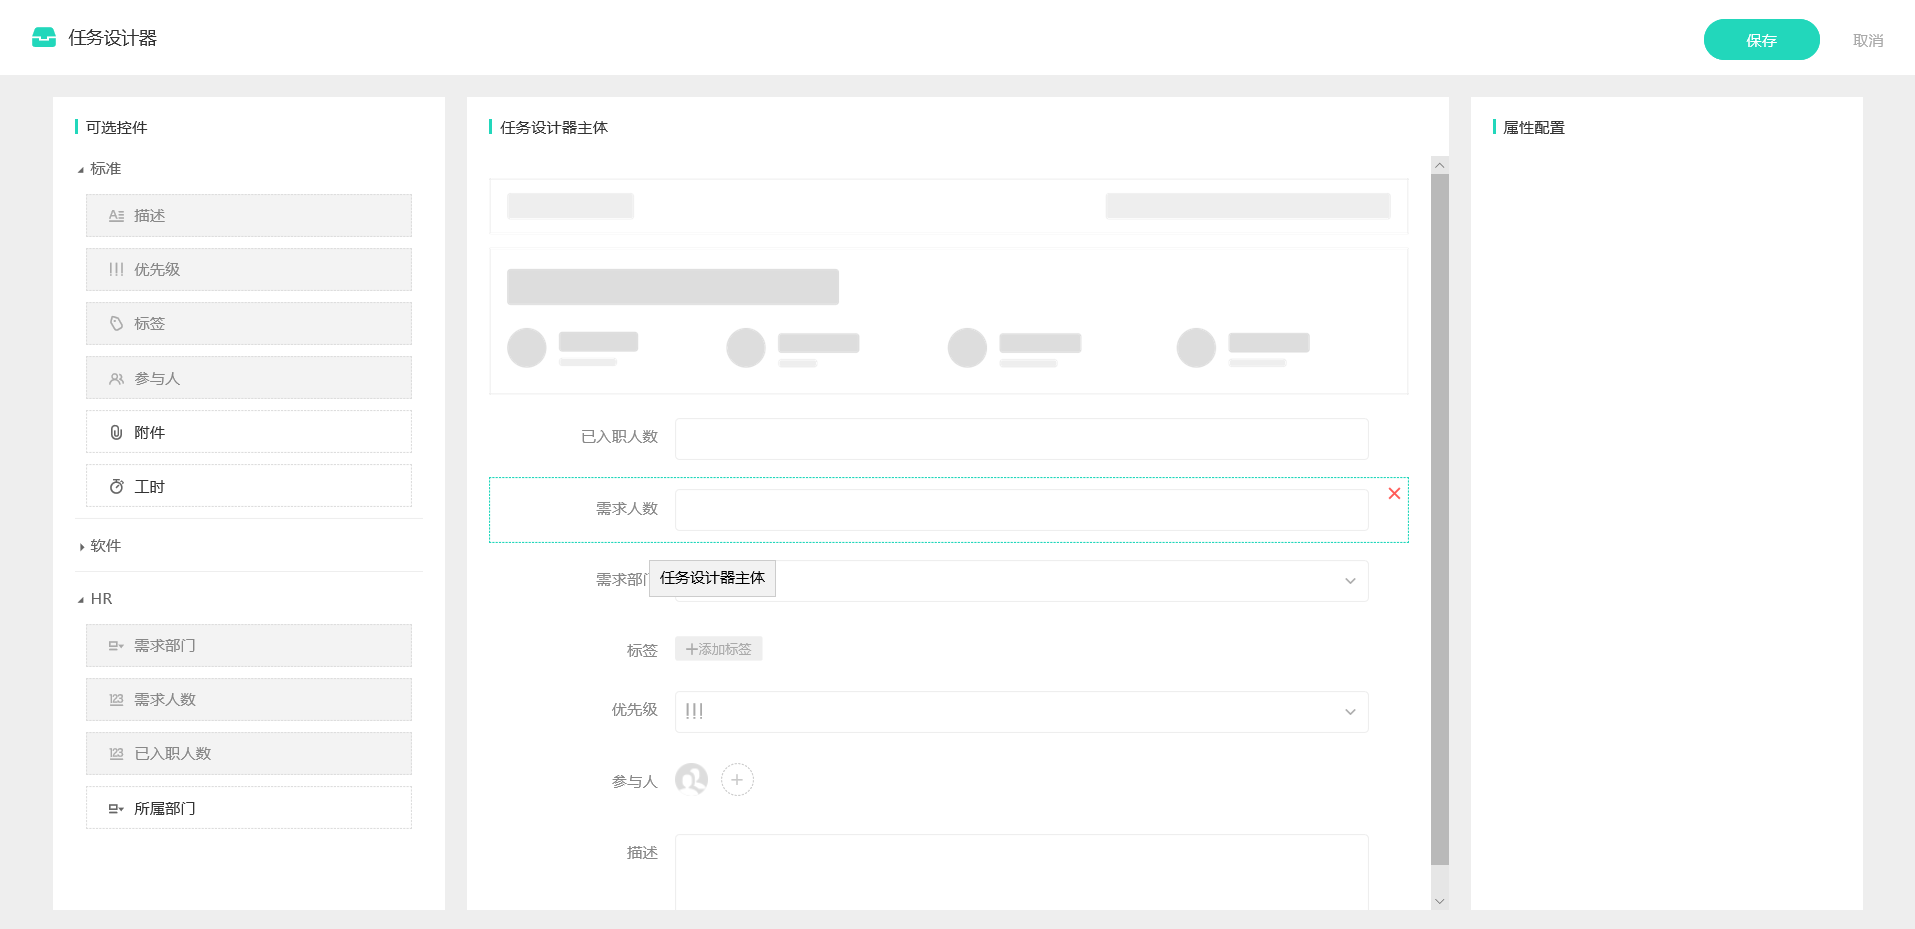 任务设计器
保存
取消
可选控件
标准
描述
优先级
标签
参与人
附件
工时
软件
HR
需求部门
需求人数
已入职人数
所属部门
任务设计器主体
已入职人数
需求人数
需求部门
任务设计器主体
标签
添加标签
优先级
参与人
描述
属性配置